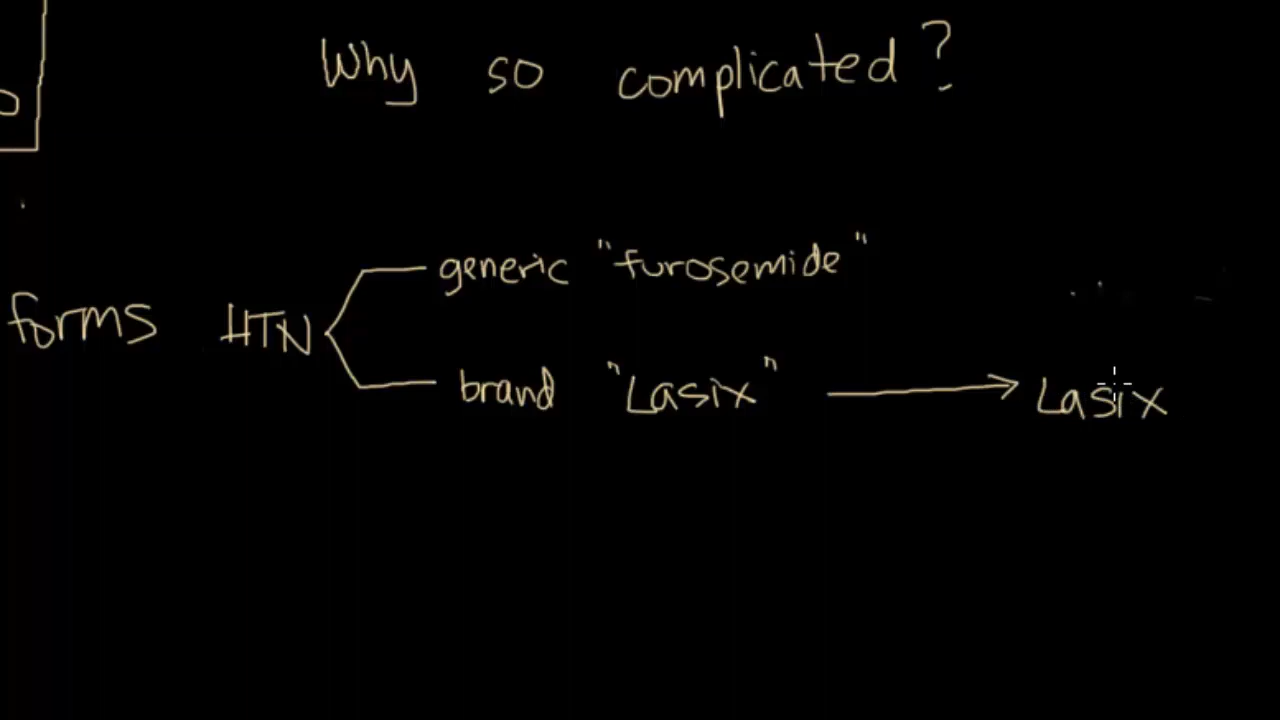 Why so complicated?
generic "furosemide"
forms HTN
brand "Lasix" → Lasix